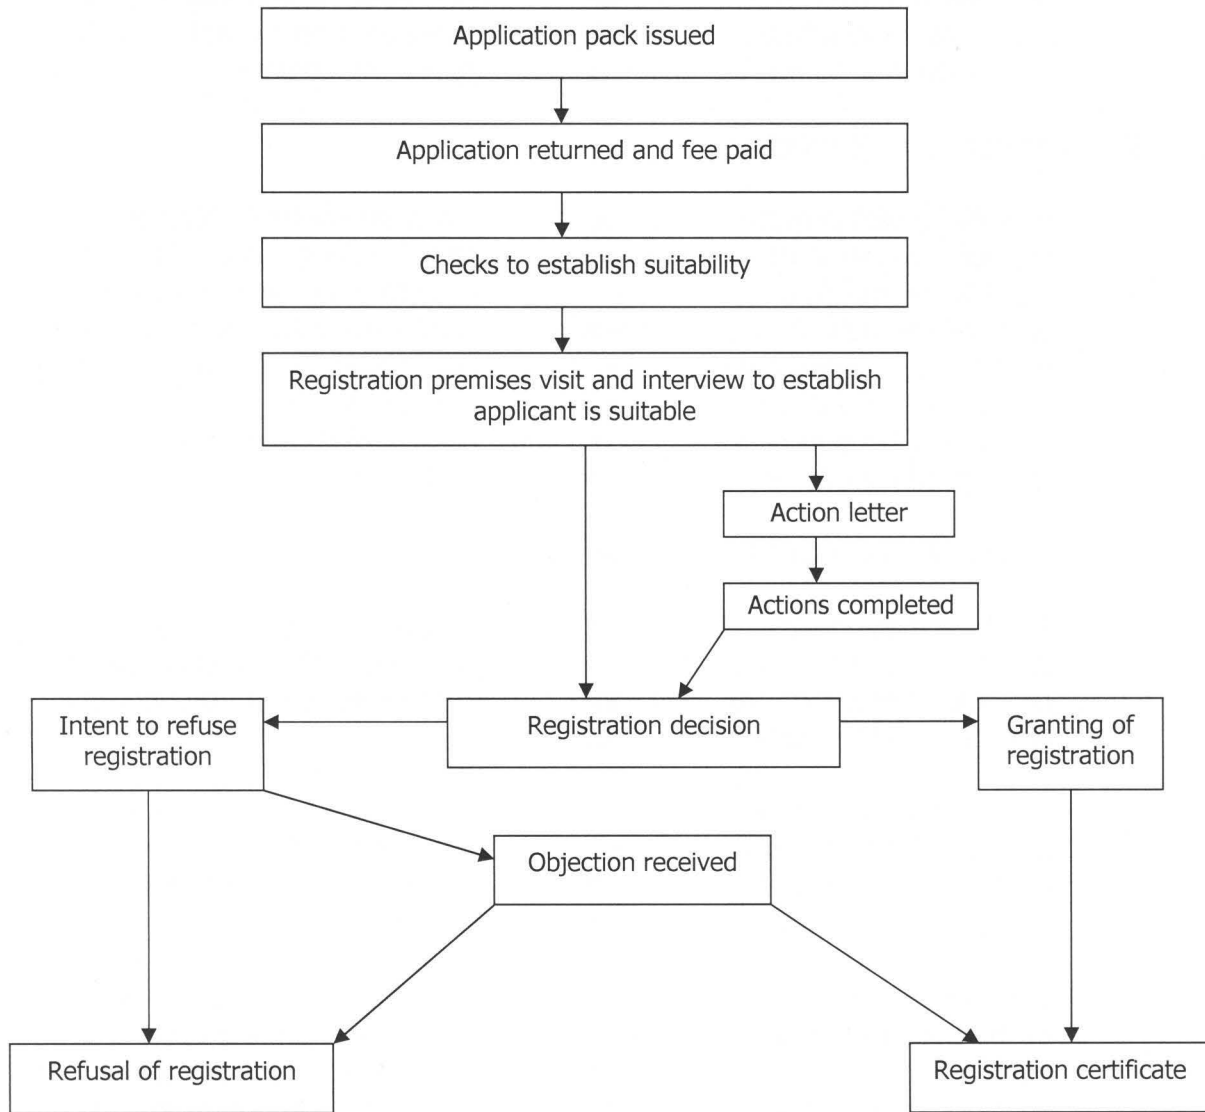 Application pack issued
Application returned and fee paid
Checks to establish suitability
Registration premises visit and interview to establish
applicant is suitable
Action letter
Actions completed
Intent to refuse
registration
Registration decision
Granting of
registration
Objection received
Refusal of registration
Registration certificate